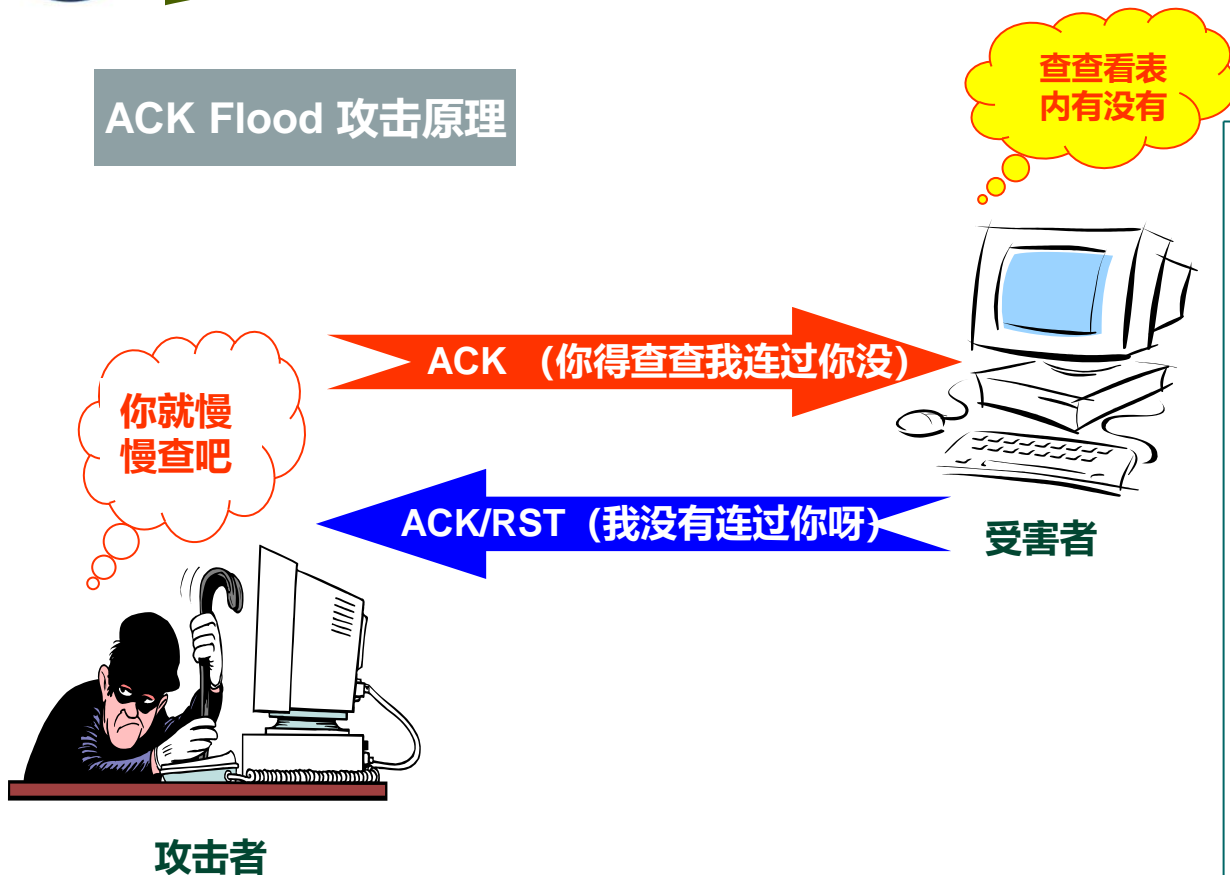 ACK Flood 攻击原理
查查看表
内有没有
ACK （你得查查我连过你没）
你就慢
慢查吧
ACK/RST（我没有连过你呀）
受害者
攻击者